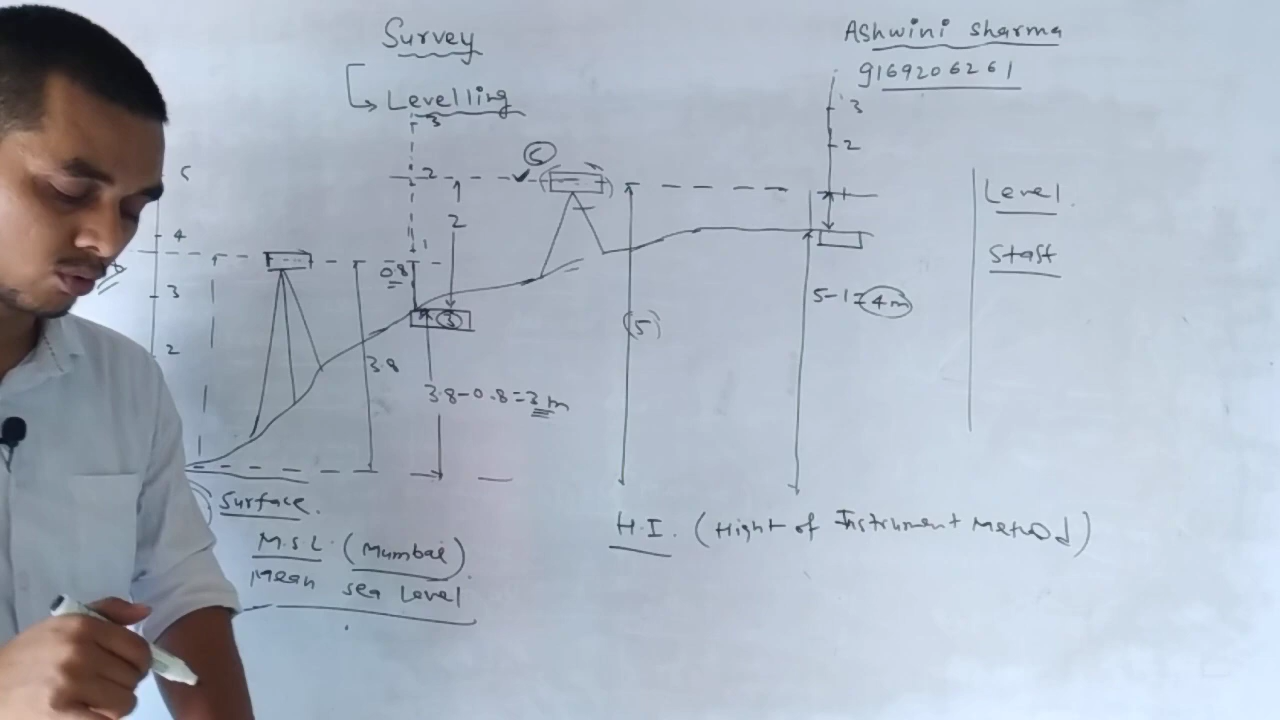 Survey
Levelling
Ashwini Sharma
9169206261
3
2
3
2
1
2
0.8
5
4
3
2
3.8
3
3.8-0.8=3m
(5)
5-1=4m
Level
Staff
Surface.
M.S.L. (Mumbai)
Mean sea Level
H.I. (Hight of Instrument Method)